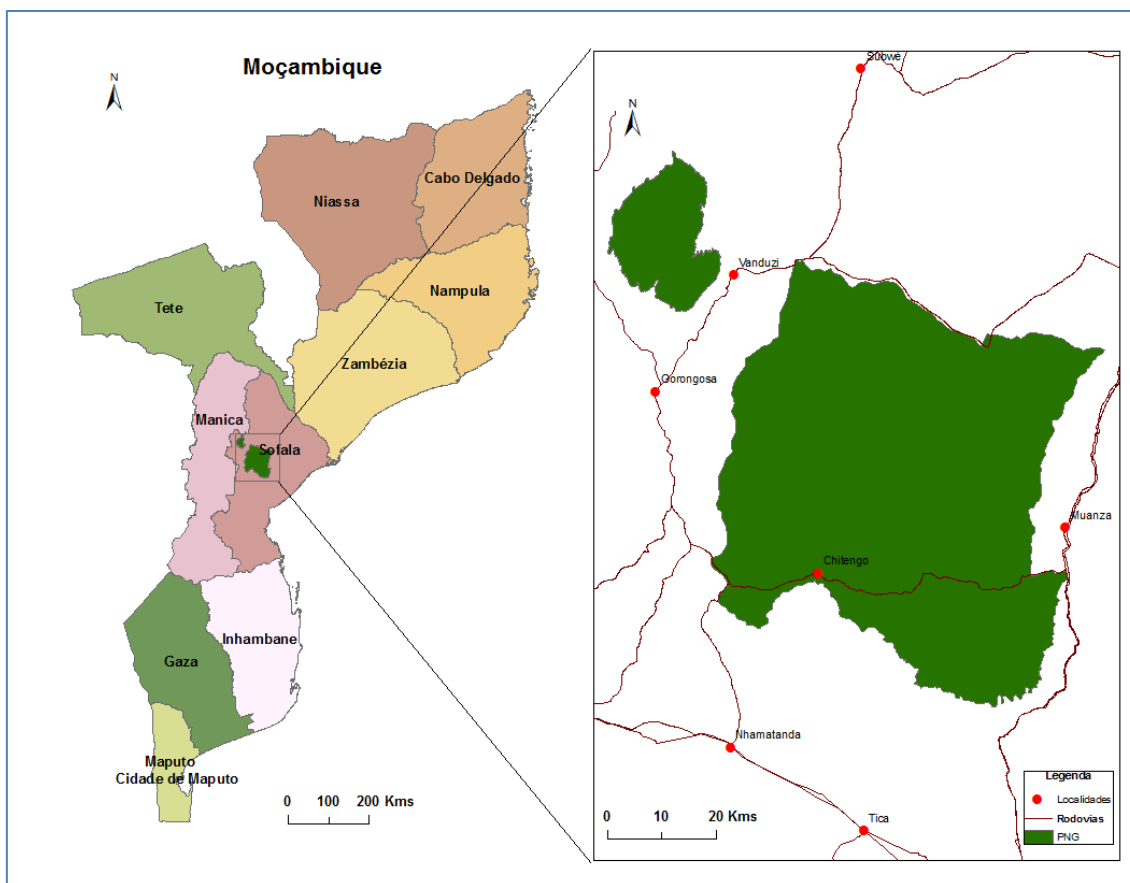 Moçambique
N
Cabo Delgado
Niassa
Nampula
Tete
Zambézia
Manica
Sofala
Inhambane
Gaza
Maputo
Cidade de Maputo
0 100 200 Kms
Subwe
N
Vanduzi
Gorongosa
Muanza
Chitengo
Nhamatanda
Tica
0 10 20 Kms
Legenda
Localidades
Rodovias
PNG